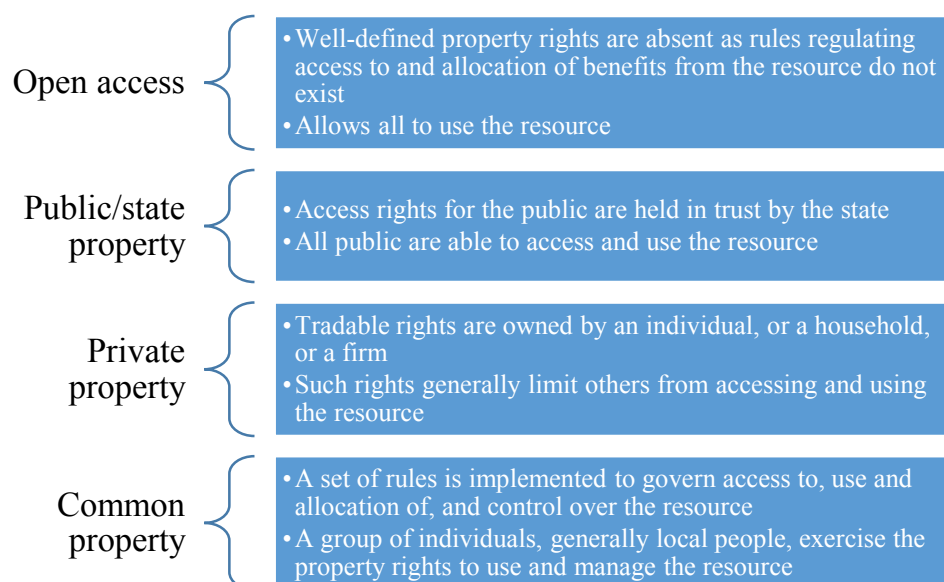 Open access
• Well-defined property rights are absent as rules regulating
access to and allocation of benefits from the resource do not
exist
• Allows all to use the resource
Public/state
property
• Access rights for the public are held in trust by the state
• All public are able to access and use the resource
Private
property
• Tradable rights are owned by an individual, or a household,
or a firm
• Such rights generally limit others from accessing and using
the resource
Common
property
• A set of rules is implemented to govern access to, use and
allocation of, and control over the resource
• A group of individuals, generally local people, exercise the
property rights to use and manage the resource